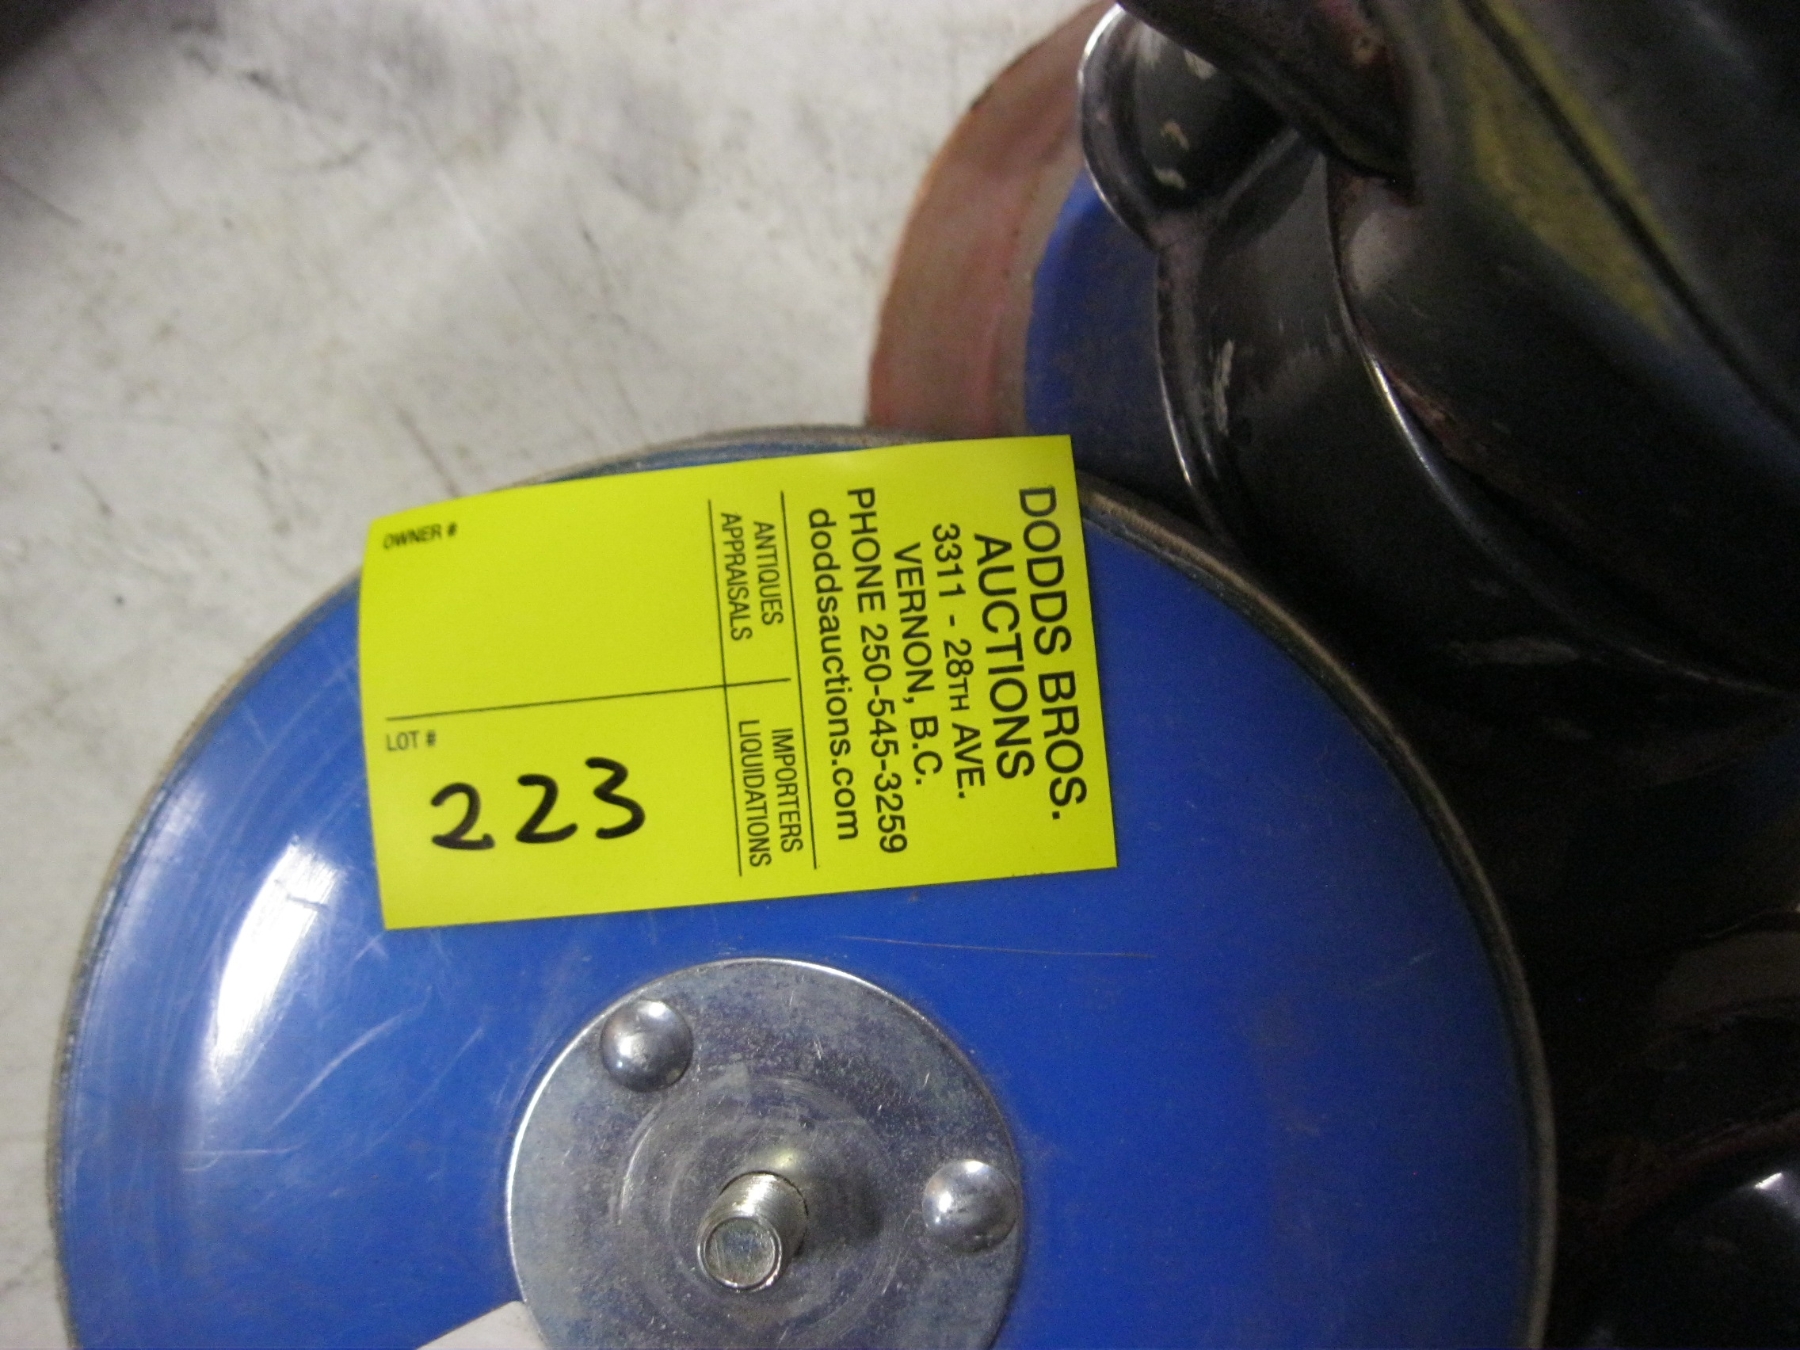 DODDS BROS.
AUCTIONS
3311 - 28TH AVE.
VERNON, B.C.
PHONE 250-545-3259
doddsauctions.com
ANTIQUES
IMPORTERS
APPRAISALS
LIQUIDATIONS
OWNER #
LOT #
223